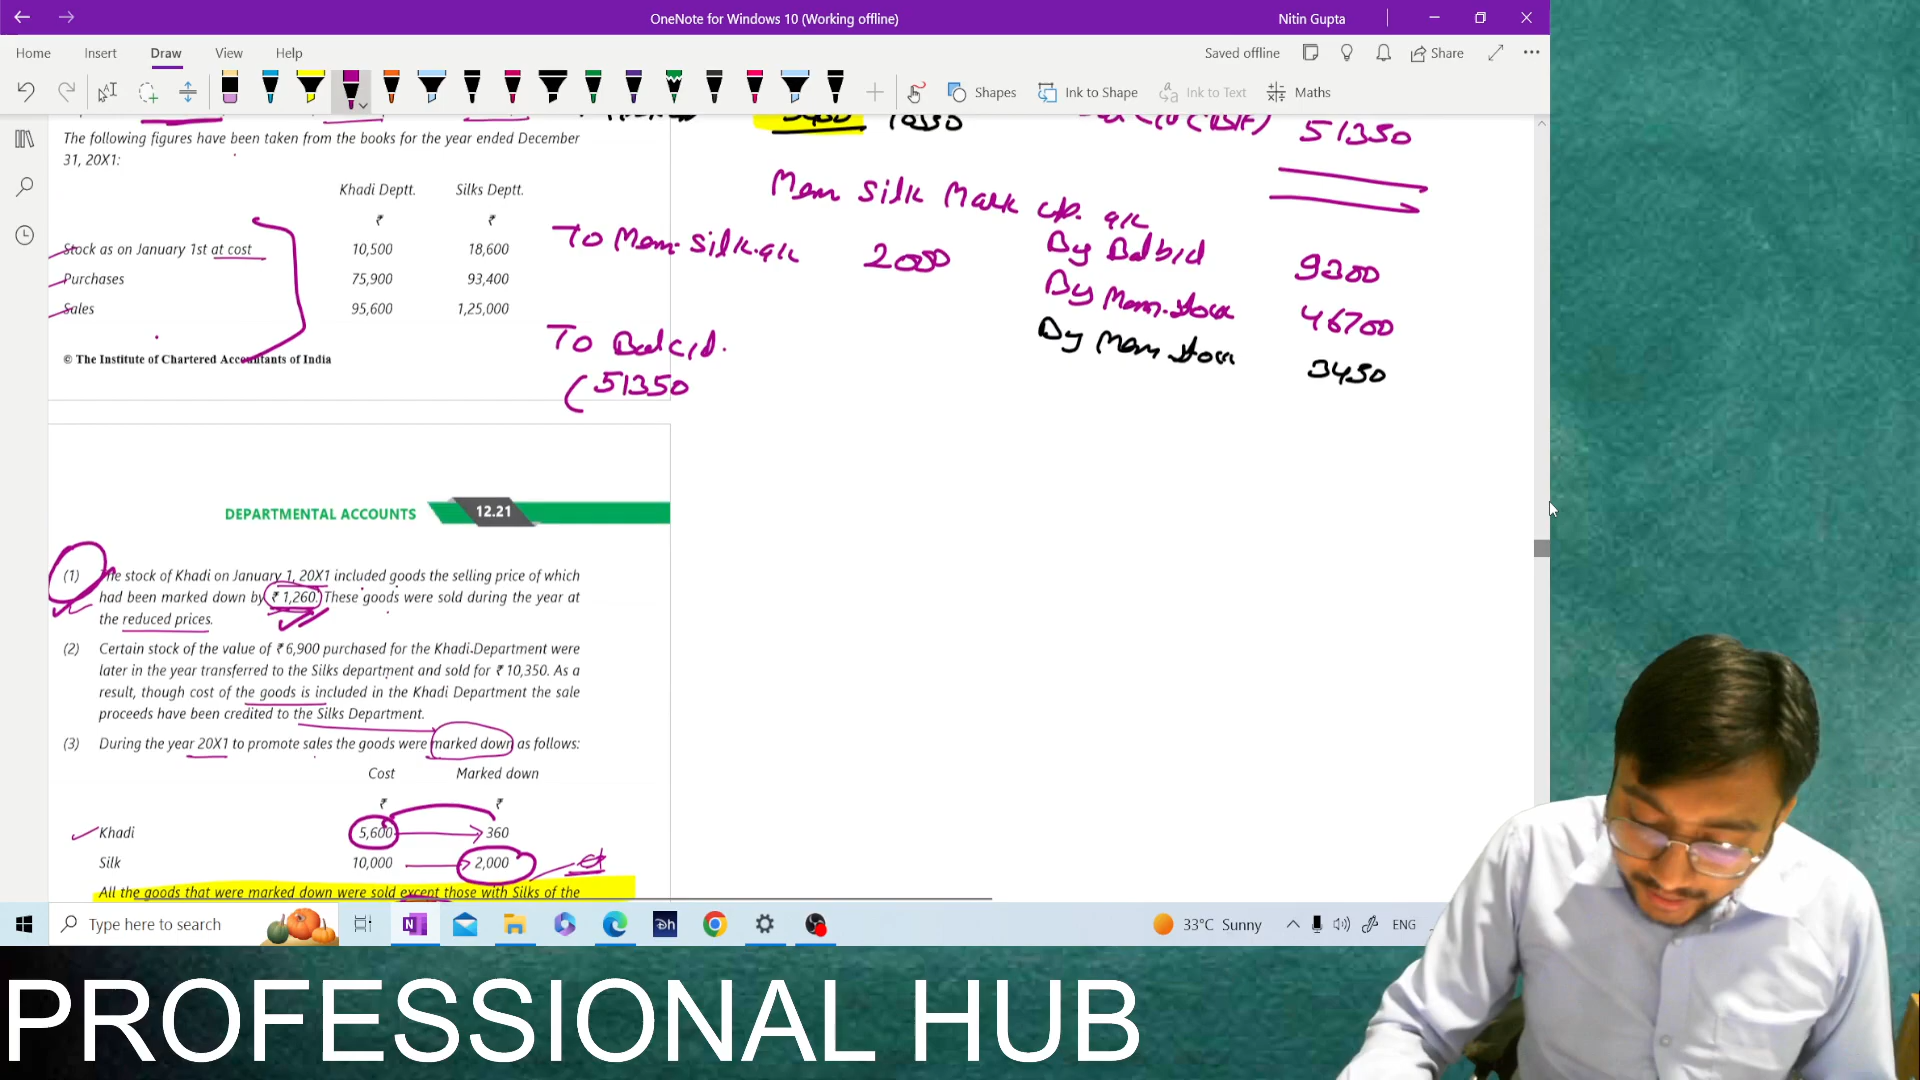 OneNote for Windows 10 (Working offline)
Nitin Gupta
Home Insert Draw View Help
Saved offline
Share
Shapes
Ink to Shape
Ink to Text
Maths
The following figures have been taken from the books for the year ended December
31, 20X1:
Khadi Deptt. Silks Deptt.
₹ ₹
Stock as on January 1st at cost 10,500 18,600
Purchases 75,900 93,400
Sales 95,600 1,25,000
© The Institute of Chartered Accountants of India
10350
51350
Mem Silk Mark up. a/c
To Mem. Silk. a/c 2000
By Bal b/d 9300
By Mem. stock 46700
By Mem stock 3450
To Bal c/d.
(51350
DEPARTMENTAL ACCOUNTS 12.21
(1) The stock of Khadi on January 1, 20X1 included goods the selling price of which
had been marked down by ₹ 1,260. These goods were sold during the year at
the reduced prices.
(2) Certain stock of the value of ₹ 6,900 purchased for the Khadi Department were
later in the year transferred to the Silks department and sold for ₹ 10,350. As a
result, though cost of the goods is included in the Khadi Department the sale
proceeds have been credited to the Silks Department.
(3) During the year 20X1 to promote sales the goods were marked down as follows:
Cost Marked down
₹ ₹
Khadi 5,600 360
Silk 10,000 2,000
All the goods that were marked down were sold except those with Silks of the
Type here to search
33°C Sunny
ENG
PROFESSIONAL HUB